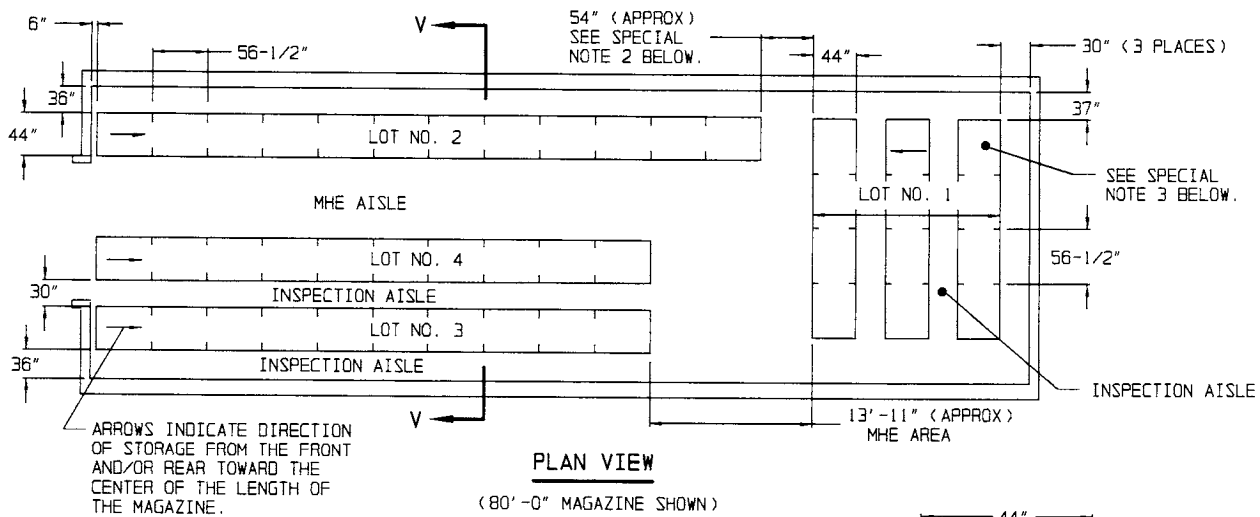 6"
56-1/2"
V
54" (APPROX)
SEE SPECIAL
NOTE 2 BELOW.
44"
30" (3 PLACES)
36"
44"
37"
LOT NO. 2
SEE SPECIAL
NOTE 3 BELOW.
MHE AISLE
LOT NO. 1
LOT NO. 4
56-1/2"
30"
INSPECTION AISLE
LOT NO. 3
36"
INSPECTION AISLE
INSPECTION AISLE
V
13'-11" (APPROX)
MHE AREA
ARROWS INDICATE DIRECTION
OF STORAGE FROM THE FRONT
AND/OR REAR TOWARD THE
CENTER OF THE LENGTH OF
THE MAGAZINE.
PLAN VIEW
(80'-0" MAGAZINE SHOWN)
44"